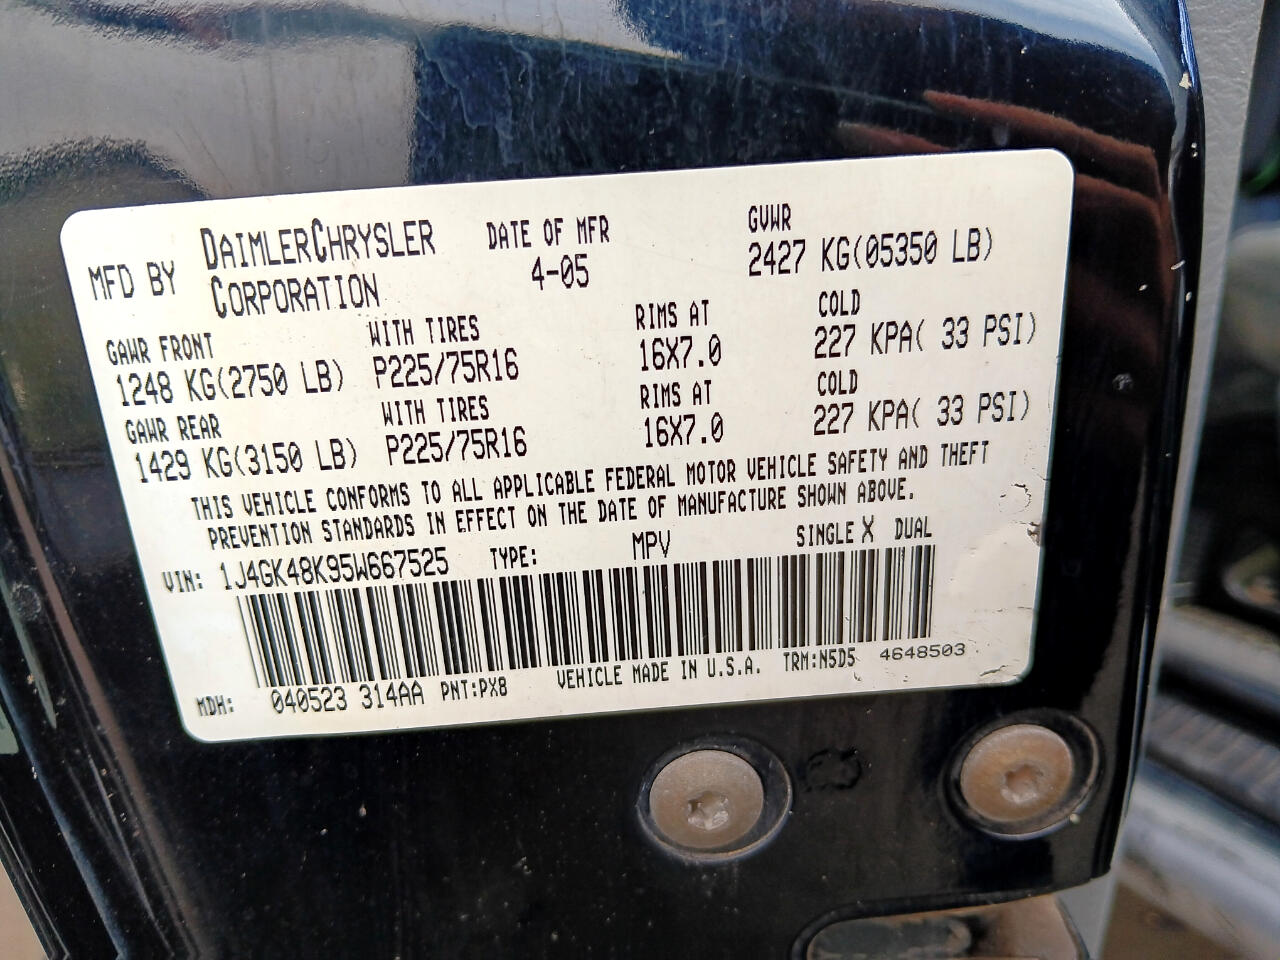 MFD BY DAIMLERCHRYSLER CORPORATION DATE OF MFR 4-05 GVWR 2427 KG(05350 LB)
GAWR FRONT WITH TIRES RIMS AT COLD
1248 KG(2750 LB) P225/75R16 16X7.0 227 KPA( 33 PSI)
GAWR REAR WITH TIRES RIMS AT COLD
1429 KG(3150 LB) P225/75R16 16X7.0 227 KPA( 33 PSI)
THIS VEHICLE CONFORMS TO ALL APPLICABLE FEDERAL MOTOR VEHICLE SAFETY AND THEFT
PREVENTION STANDARDS IN EFFECT ON THE DATE OF MANUFACTURE SHOWN ABOVE.
VIN: 1J4GK48K95W667525 TYPE: MPV SINGLE X DUAL
MDH: 040523 314AA PNT:PX8 VEHICLE MADE IN U.S.A. TRM:N5D5 4648503